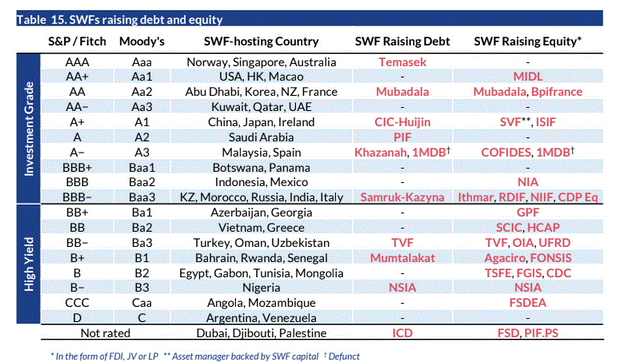 Table 15. SWFs raising debt and equity
S&P / Fitch Moody's SWF-hosting Country SWF Raising Debt SWF Raising Equity*
Investment Grade
AAA Aaa Norway, Singapore, Australia Temasek -
AA+ Aa1 USA, HK, Macao - MIDL
AA Aa2 Abu Dhabi, Korea, NZ, France Mubadala Mubadala, Bpifrance
AA– Aa3 Kuwait, Qatar, UAE - -
A+ A1 China, Japan, Ireland CIC-Huijin SVF**, ISIF
A A2 Saudi Arabia PIF -
A– A3 Malaysia, Spain Khazanah, 1MDB† COFIDES, 1MDB†
BBB+ Baa1 Botswana, Panama - -
BBB Baa2 Indonesia, Mexico - NIA
BBB– Baa3 KZ, Morocco, Russia, India, Italy Samruk-Kazyna Ithmar, RDIF, NIIF, CDP Eq
High Yield
BB+ Ba1 Azerbaijan, Georgia - GPF
BB Ba2 Vietnam, Greece - SCIC, HCAP
BB– Ba3 Turkey, Oman, Uzbekistan TVF TVF, OIA, UFRD
B+ B1 Bahrain, Rwanda, Senegal Mumtalakat Agaciro, FONSIS
B B2 Egypt, Gabon, Tunisia, Mongolia - TSFE, FGIS, CDC
B– B3 Nigeria NSIA NSIA
CCC Caa Angola, Mozambique - FSDEA
D C Argentina, Venezuela - -
Not rated Dubai, Djibouti, Palestine ICD FSD, PIF.PS
* In the form of FDI, JV or LP ** Asset manager backed by SWF capital † Defunct